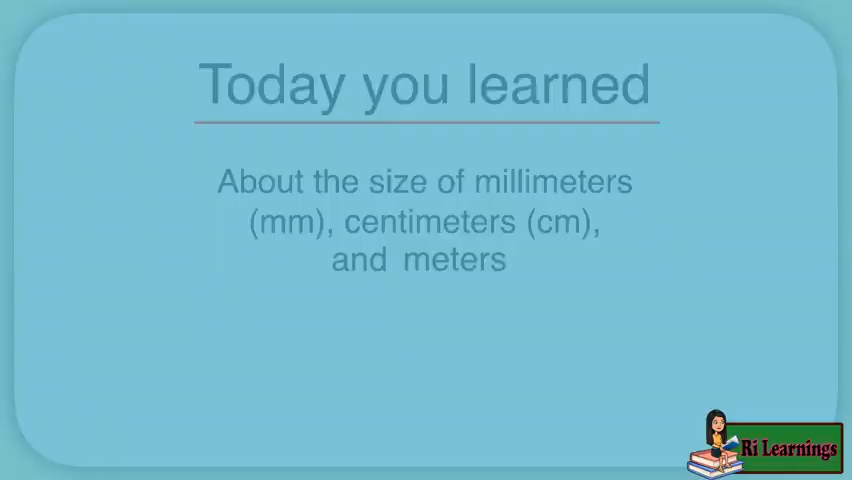 Today you learned
About the size of millimeters
(mm), centimeters (cm),
and meters
Ri Learnings